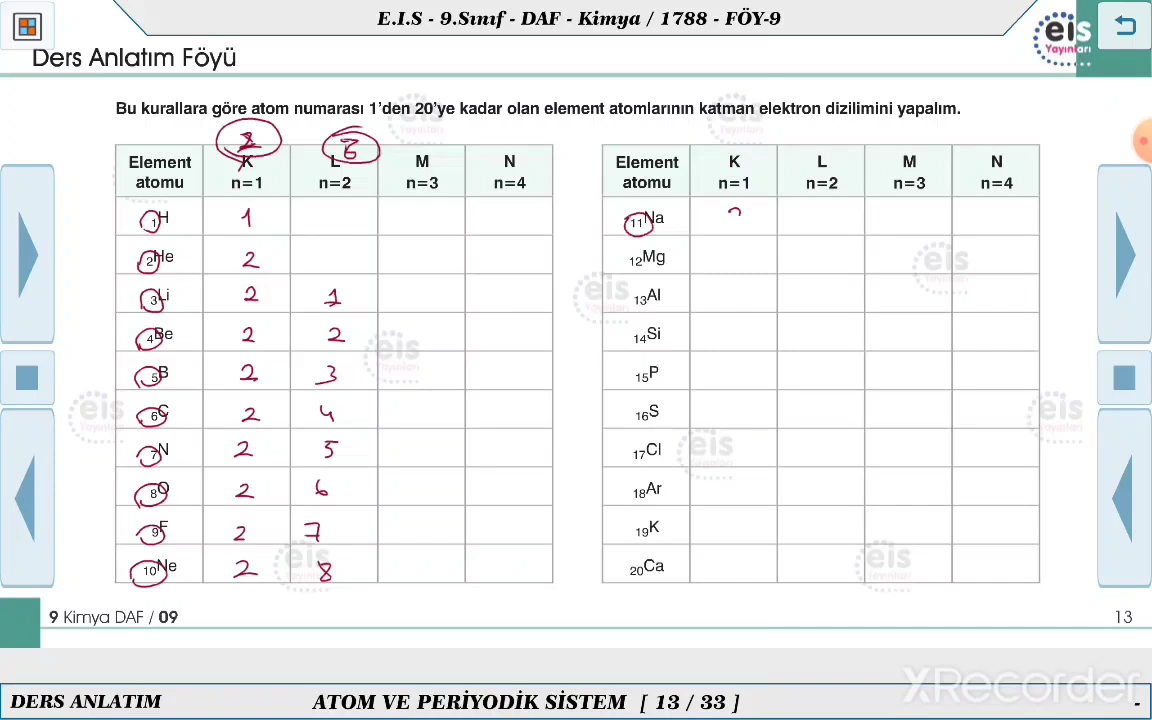 E.I.S - 9.Sınıf - DAF - Kimya / 1788 - FÖY-9
eis
Yayınları
Ders Anlatım Föyü
Bu kurallara göre atom numarası 1'den 20'ye kadar olan element atomlarının katman elektron dizilimini yapalım.
2 8
Element atomu K n=1 L n=2 M n=3 N n=4
1H 1
2He 2
3Li 2 1
4Be 2 2
5B 2 3
6C 2 4
7N 2 5
8O 2 6
9F 2 7
10Ne 2 8
Element atomu K n=1 L n=2 M n=3 N n=4
11Na
12Mg
13Al
14Si
15P
16S
17Cl
18Ar
19K
20Ca
9 Kimya DAF / 09
13
XRecorder
DERS ANLATIM ATOM VE PERİYODİK SİSTEM [ 13 / 33 ] -